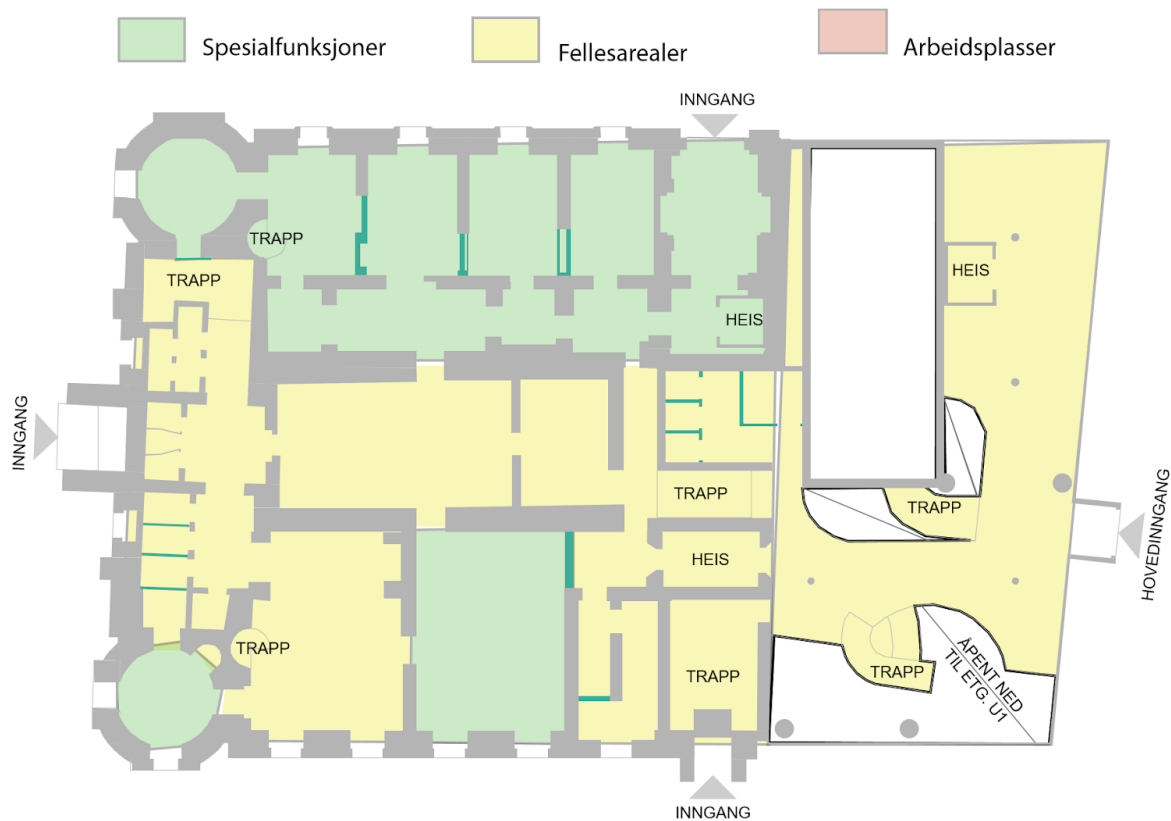 Spesialfunksjoner
Fellesarealer
Arbeidsplasser
INNGANG
TRAPP
TRAPP
HEIS
HEIS
INNGANG
TRAPP
TRAPP
HEIS
HOVEDINNGANG
TRAPP
TRAPP
TRAPP
ÅPENT NED
TIL ETG. U1
INNGANG